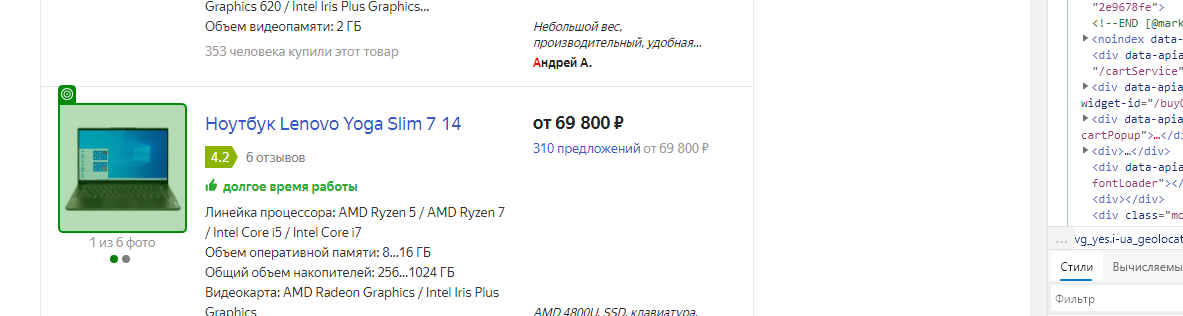 Graphics 620 / Intel Iris Plus Graphics...
Объем видеопамяти: 2 ГБ
353 человека купили этот товар
Небольшой вес,
производительный, удобная...
Андрей А.
Ноутбук Lenovo Yoga Slim 7 14
4.2 6 отзывов
долгое время работы
Линейка процессора: AMD Ryzen 5 / AMD Ryzen 7
/ Intel Core i5 / Intel Core i7
Объем оперативной памяти: 8...16 ГБ
Общий объем накопителей: 256...1024 ГБ
Видеокарта: AMD Radeon Graphics / Intel Iris Plus
Graphics
1 из 6 фото
от 69 800 ₽
310 предложений от 69 800 ₽
AMD 4800U, SSD, клавиатура,
"2e9678fe">
<!--END [@mark
<noindex data-
<div data-apia
"/cartService"
<div data-apia
widget-id="/buyC
<div data-apia
cartPopup">…</di
<div>…</div>
<div data-apia
fontLoader"></
<div></div>
<div class="mo
... vg_yes.i-ua_geolocat
Стили Вычисляемы
Фильтр